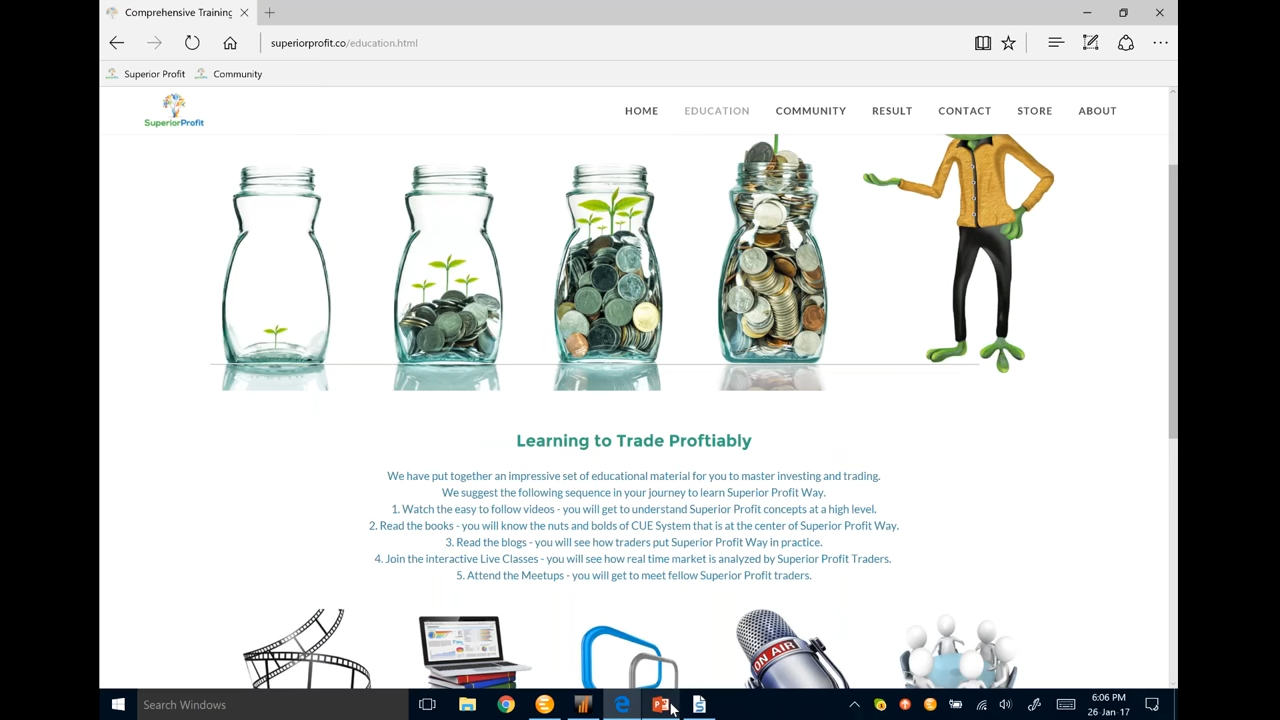 Comprehensive Training
superiorprofit.co/education.html
Superior Profit
Community
SuperiorProfit
HOME
EDUCATION
COMMUNITY
RESULT
CONTACT
STORE
ABOUT
Learning to Trade Proftiably
We have put together an impressive set of educational material for you to master investing and trading.
We suggest the following sequence in your journey to learn Superior Profit Way.
1. Watch the easy to follow videos - you will get to understand Superior Profit concepts at a high level.
2. Read the books - you will know the nuts and bolds of CUE System that is at the center of Superior Profit Way.
3. Read the blogs - you will see how traders put Superior Profit Way in practice.
4. Join the interactive Live Classes - you will see how real time market is analyzed by Superior Profit Traders.
5. Attend the Meetups - you will get to meet fellow Superior Profit traders.
ON AIR
Search Windows
6:06 PM
26-Jan-17